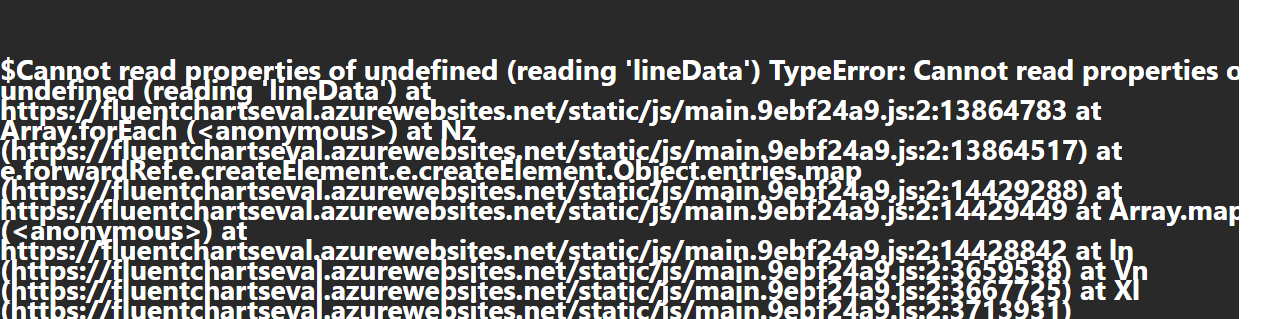 $Cannot read properties of undefined (reading 'lineData') TypeError: Cannot read properties o
undefined (reading 'lineData') at
https://fluentchartseval.azurewebsites.net/static/js/main.9ebf24a9.js:2:13864783 at
Array.forEach (<anonymous>) at Nz
(https://fluentchartseval.azurewebsites.net/static/js/main.9ebf24a9.js:2:13864517) at
e.forwardRef.e.createElement.e.createElement.Object.entries.map
(https://fluentchartseval.azurewebsites.net/static/js/main.9ebf24a9.js:2:14429288) at
https://fluentchartseval.azurewebsites.net/static/js/main.9ebf24a9.js:2:14429449 at Array.map
(<anonymous>) at
https://fluentchartseval.azurewebsites.net/static/js/main.9ebf24a9.js:2:14428842 at ln
(https://fluentchartseval.azurewebsites.net/static/js/main.9ebf24a9.js:2:3659538) at Vn
(https://fluentchartseval.azurewebsites.net/static/js/main.9ebf24a9.js:2:3667725) at Xl
(https://fluentchartseval.azurewebsites.net/static/js/main.9ebf24a9.js:2:3713931)